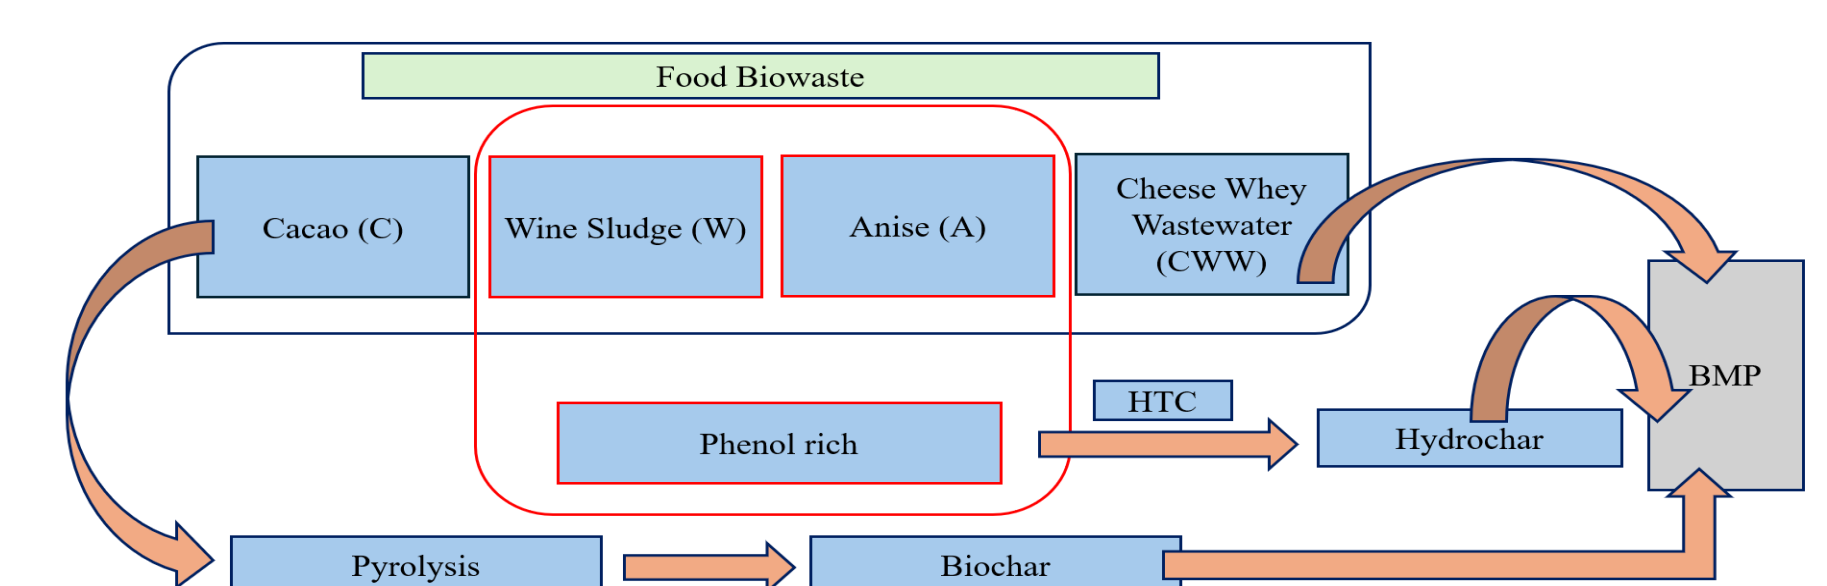 Food Biowaste
Cacao (C)
Wine Sludge (W)
Anise (A)
Cheese Whey
Wastewater
(CWW)
BMP
HTC
Phenol rich
Hydrochar
Pyrolysis
Biochar